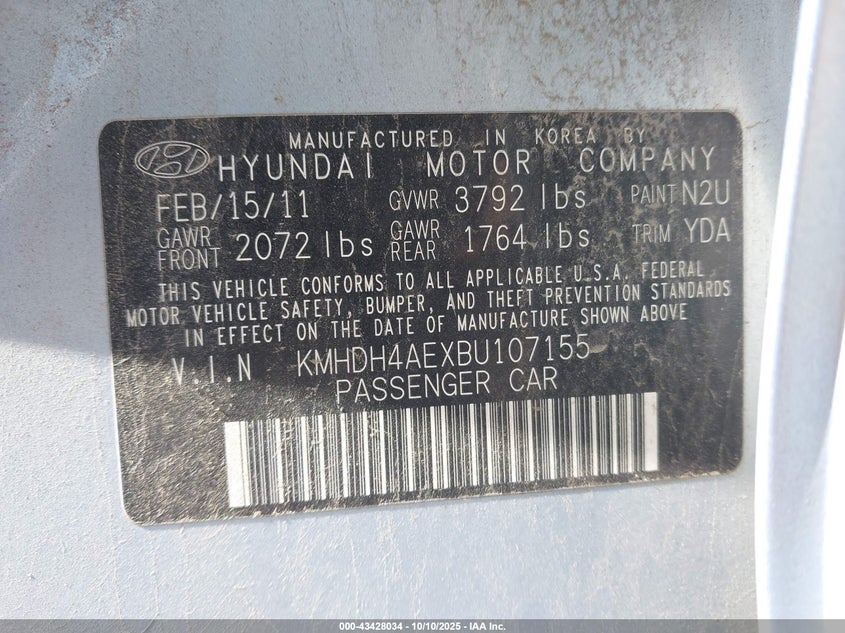 MANUFACTURED IN KOREA BY
HYUNDAI MOTOR COMPANY
FEB/15/11 GVWR 3792 lbs PAINT N2U
GAWR FRONT 2072 lbs GAWR REAR 1764 lbs TRIM YDA
THIS VEHICLE CONFORMS TO ALL APPLICABLE U.S.A. FEDERAL
MOTOR VEHICLE SAFETY, BUMPER, AND THEFT PREVENTION STANDARDS
IN EFFECT ON THE DATE OF MANUFACTURE SHOWN ABOVE.
V.I.N KMHDH4AEXBU107155
PASSENGER CAR
000-43428034 - 10/10/2025 - IAA Inc.